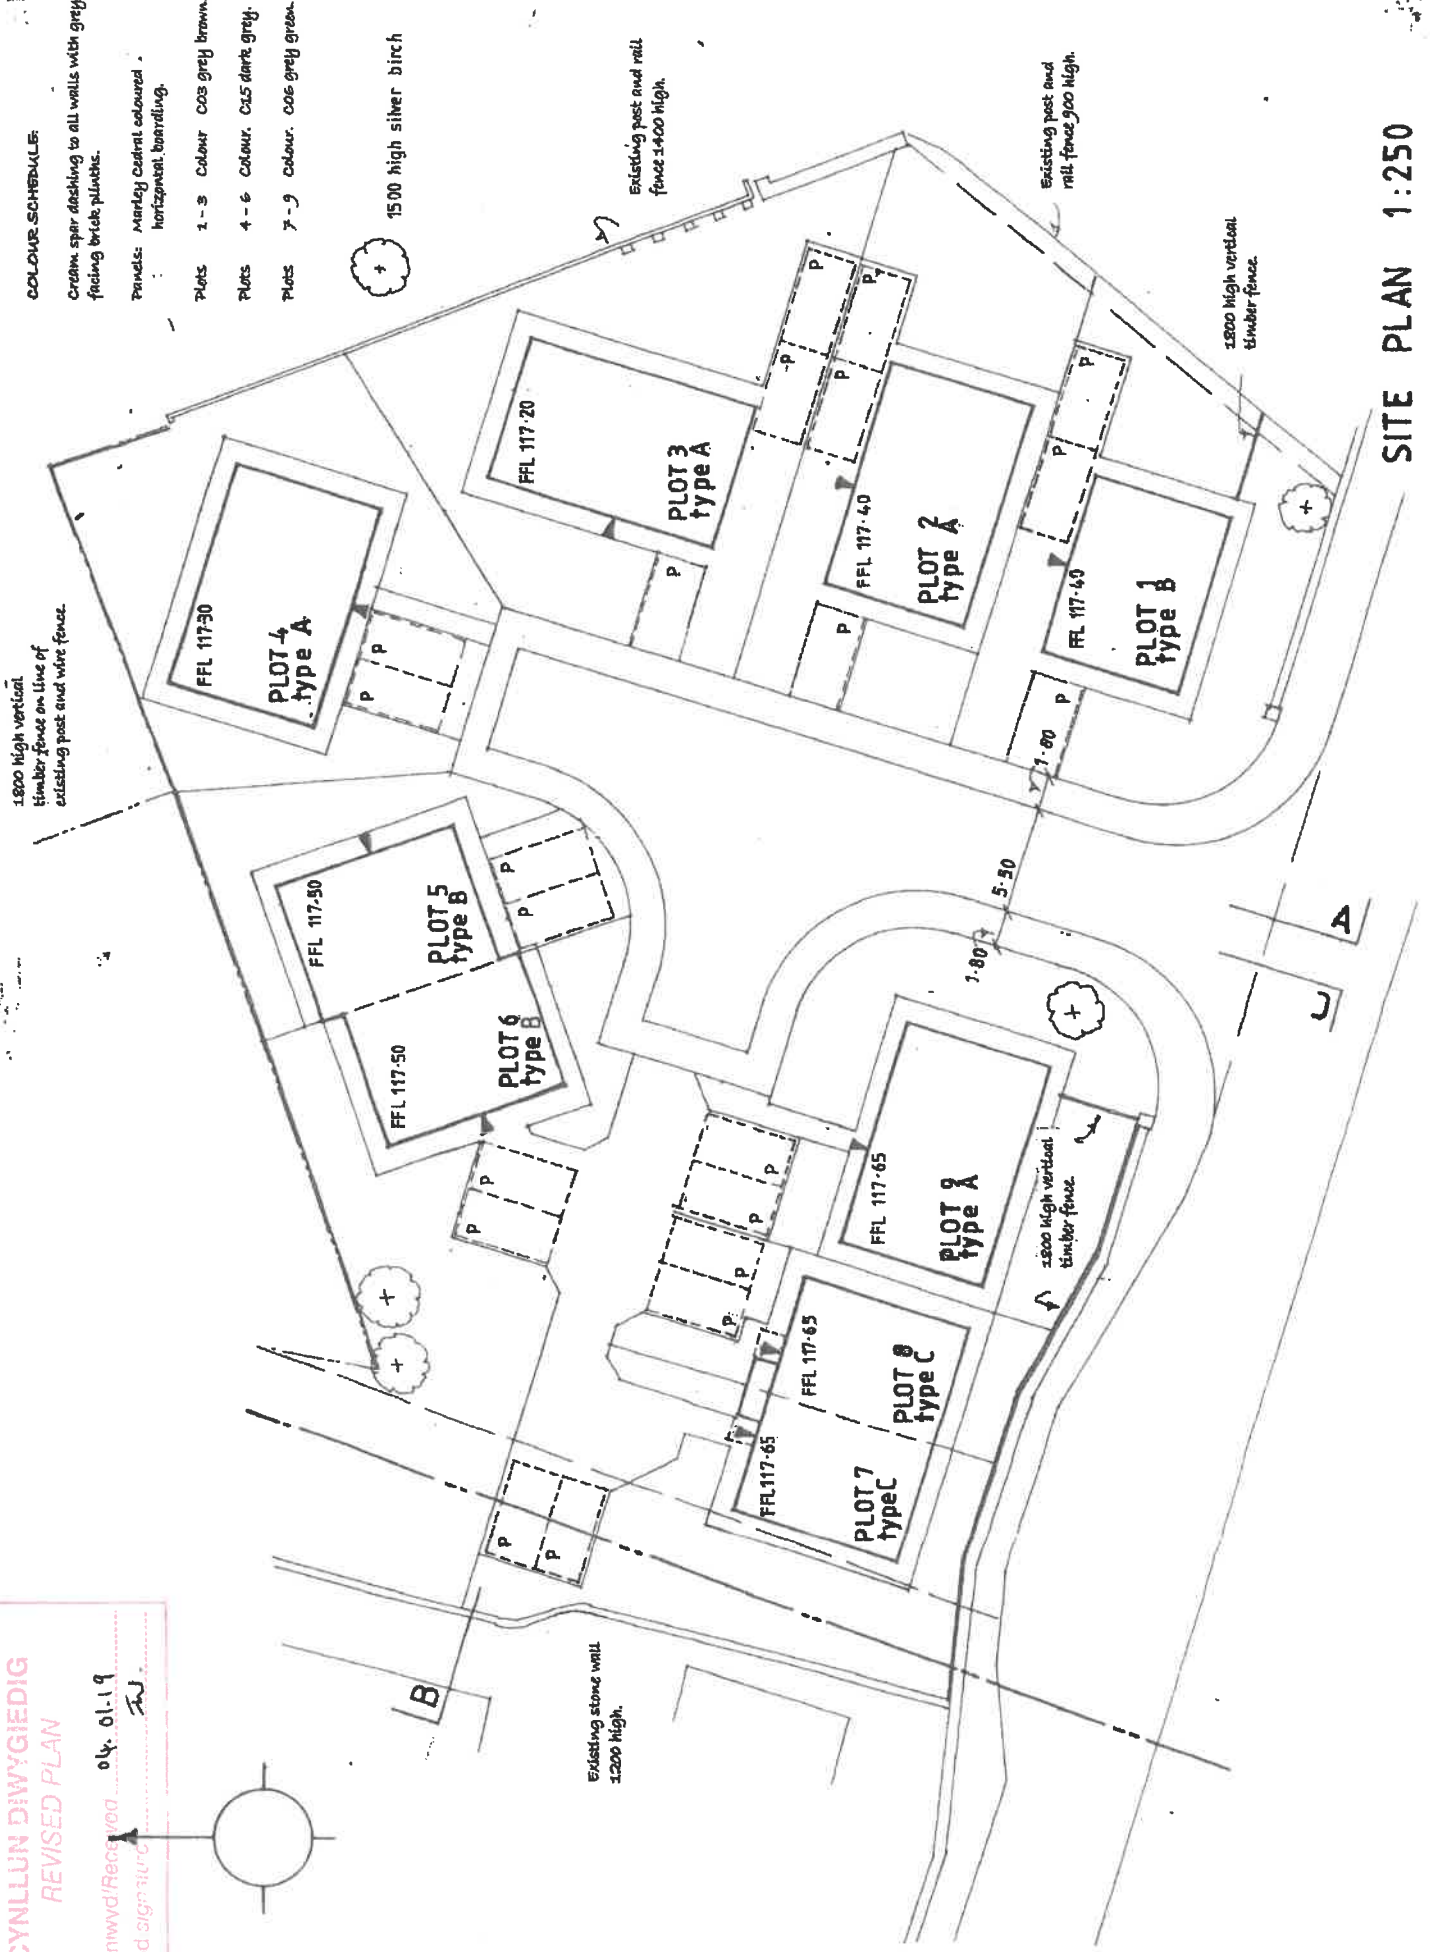 CYNLLUN DIWYGIEDIG
REVISED PLAN
04.01.19
COLOUR SCHEDULE:
Cream spar dashing to all walls with grey
facing brick plinths.
Panels: Marley Cedral coloured
horizontal boarding.
Plots 1-3 Colour C03 grey brown
Plots 4-6 Colour. C15 dark grey.
Plots 7-9 Colour. C06 grey green
1500 high silver birch
1800 high vertical
timber fence on line of
existing post and wire fence.
Existing post and rail
fence 1400 high.
Existing post and
rail fence 900 high.
1800 high vertical
timber fence.
FFL 117·30
PLOT 4
type A
P
P
FFL 117·20
PLOT 3
type A
P
P
P
FFL 117·40
PLOT 2
type A
P
P
P
FFL 117·40
PLOT 1
type B
P
P
P
FFL 117·50
PLOT 5
type B
P
P
FFL 117·50
PLOT 6
type B
P
P
1·80
5·50
1·80
FFL 117·65
PLOT 9
type A
P
P
FFL 117·65
PLOT 8
type C
P
P
FFL 117·65
PLOT 7
type C
P
P
1800 high vertical
timber fence.
Existing stone wall
1200 high.
B
A
SITE PLAN 1:250